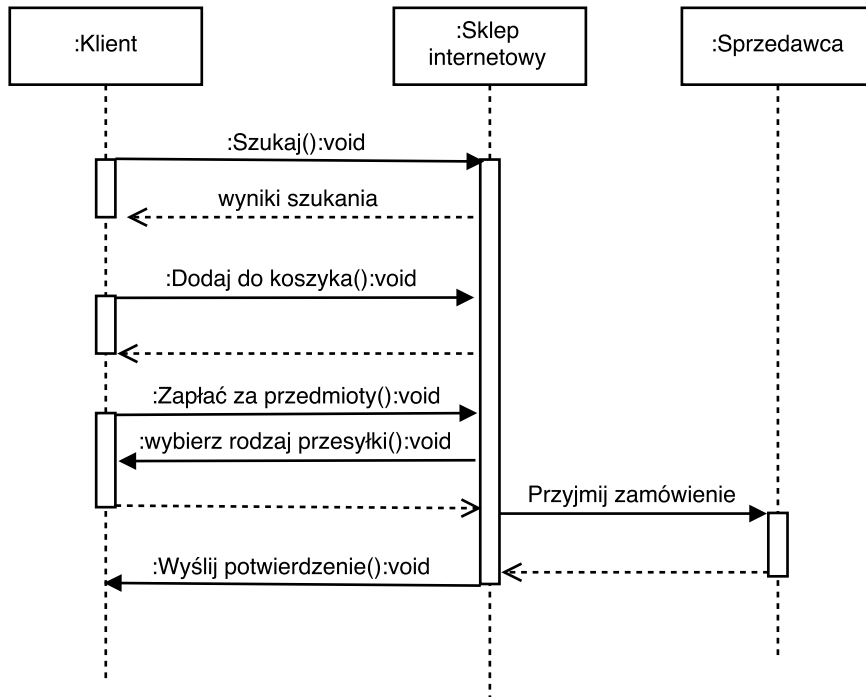 :Klient
:Sklep
internetowy
:Sprzedawca
:Szukaj():void
wyniki szukania
:Dodaj do koszyka():void
:Zapłać za przedmioty():void
:wybierz rodzaj przesyłki():void
Przyjmij zamówienie
:Wyślij potwierdzenie():void